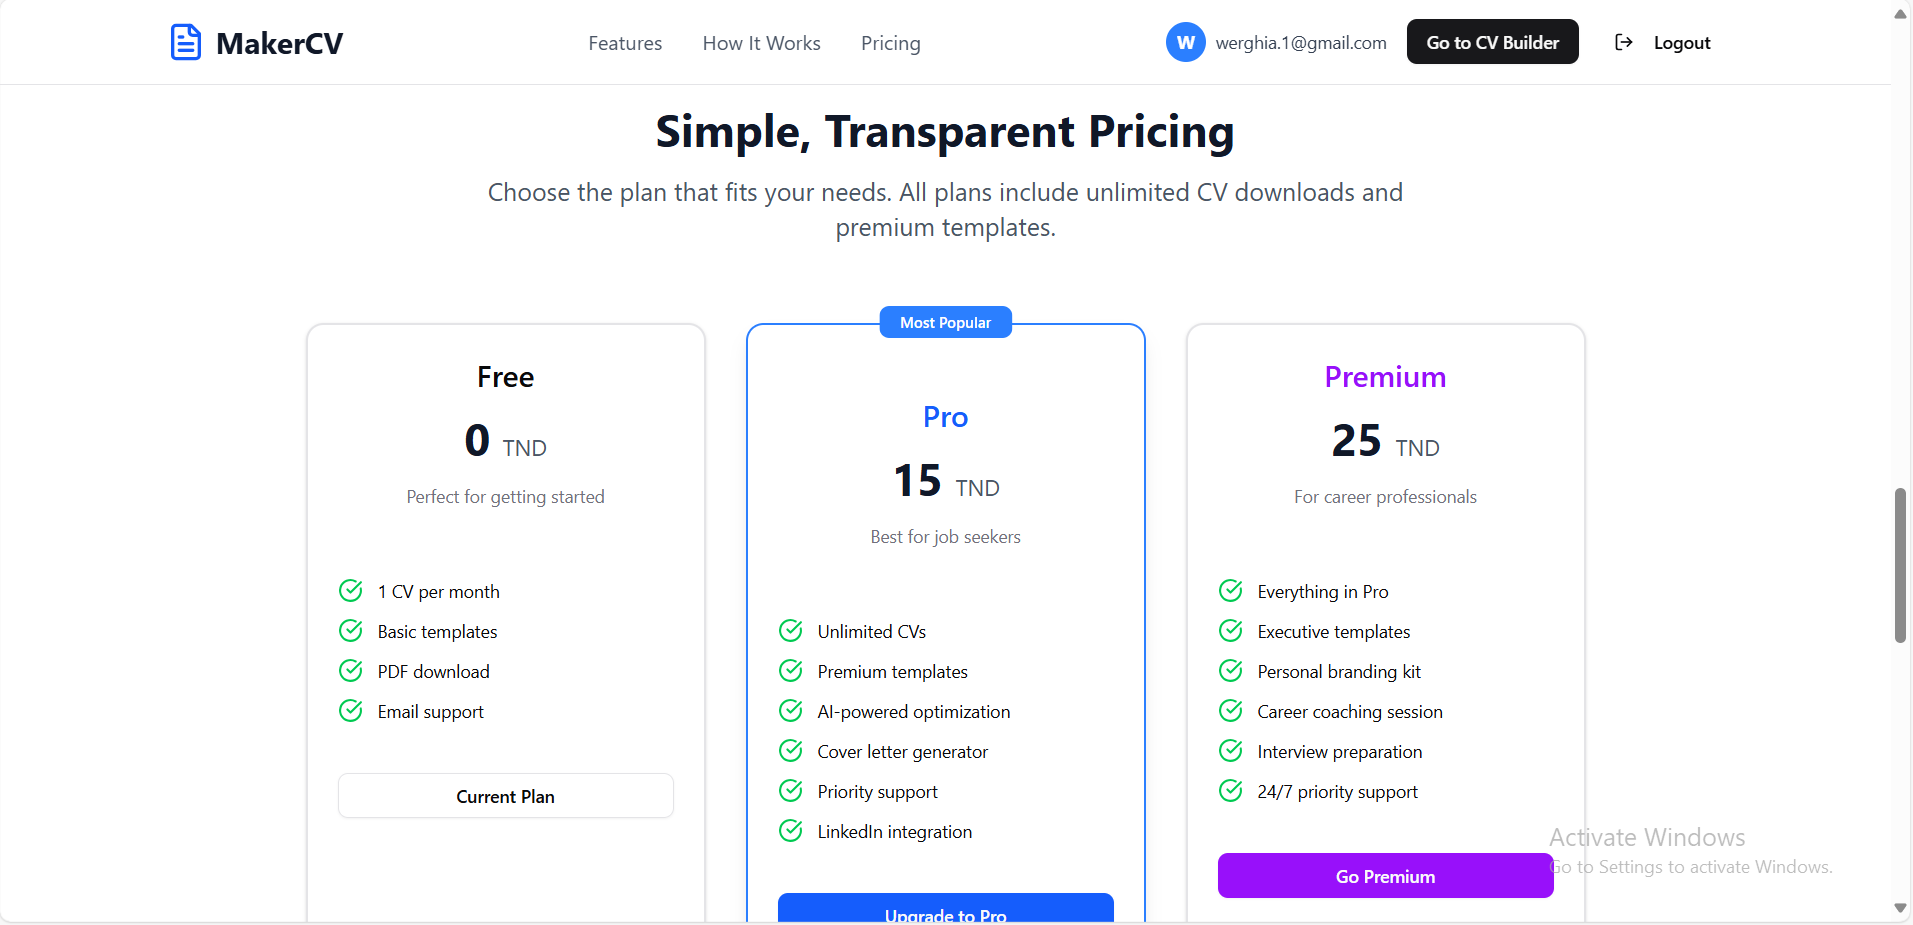 MakerCV
Features
How It Works
Pricing
W
werghia.1@gmail.com
Go to CV Builder
Logout
Simple, Transparent Pricing
Choose the plan that fits your needs. All plans include unlimited CV downloads and
premium templates.
Free
0 TND
Perfect for getting started
1 CV per month
Basic templates
PDF download
Email support
Current Plan
Most Popular
Pro
15 TND
Best for job seekers
Unlimited CVs
Premium templates
AI-powered optimization
Cover letter generator
Priority support
LinkedIn integration
Upgrade to Pro
Premium
25 TND
For career professionals
Everything in Pro
Executive templates
Personal branding kit
Career coaching session
Interview preparation
24/7 priority support
Go Premium
Activate Windows
Go to Settings to activate Windows.